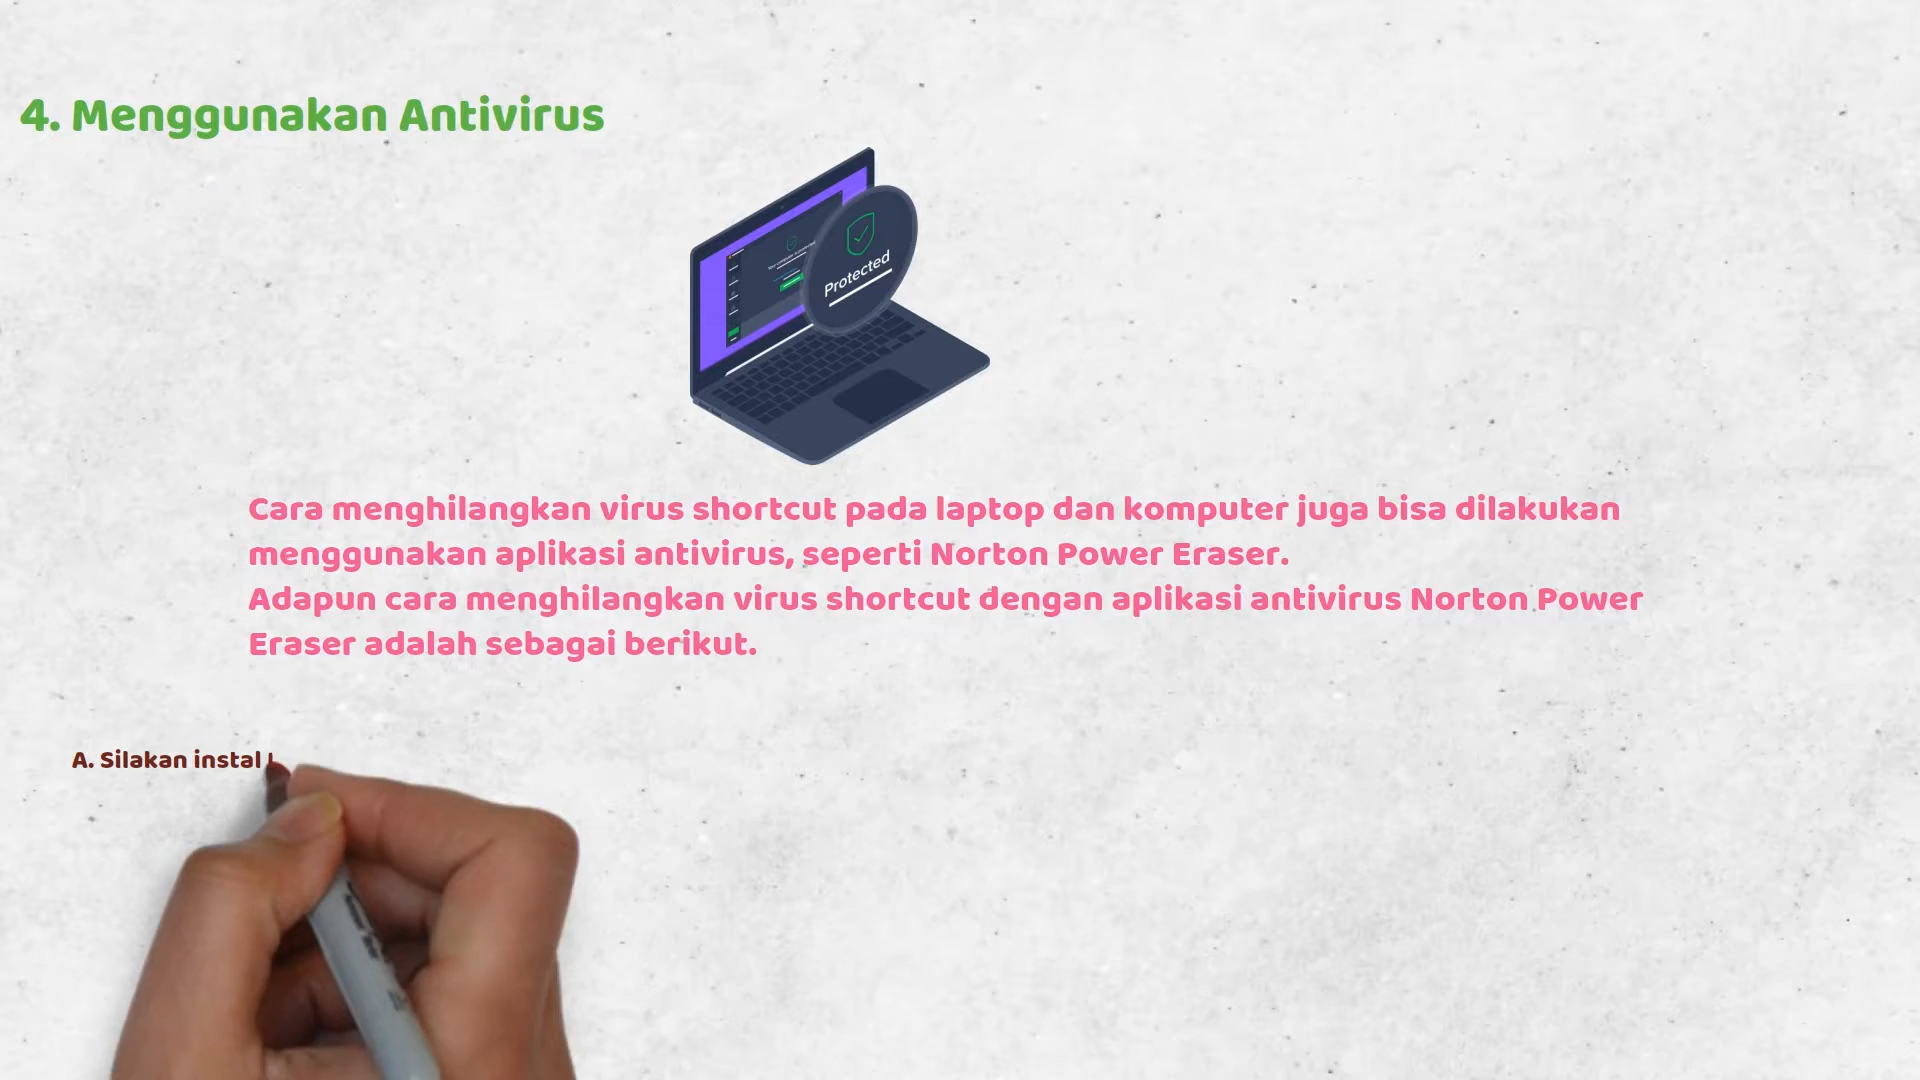 4. Menggunakan Antivirus
Protected
Cara menghilangkan virus shortcut pada laptop dan komputer juga bisa dilakukan
menggunakan aplikasi antivirus, seperti Norton Power Eraser.
Adapun cara menghilangkan virus shortcut dengan aplikasi antivirus Norton Power
Eraser adalah sebagai berikut.
A. Silakan instal